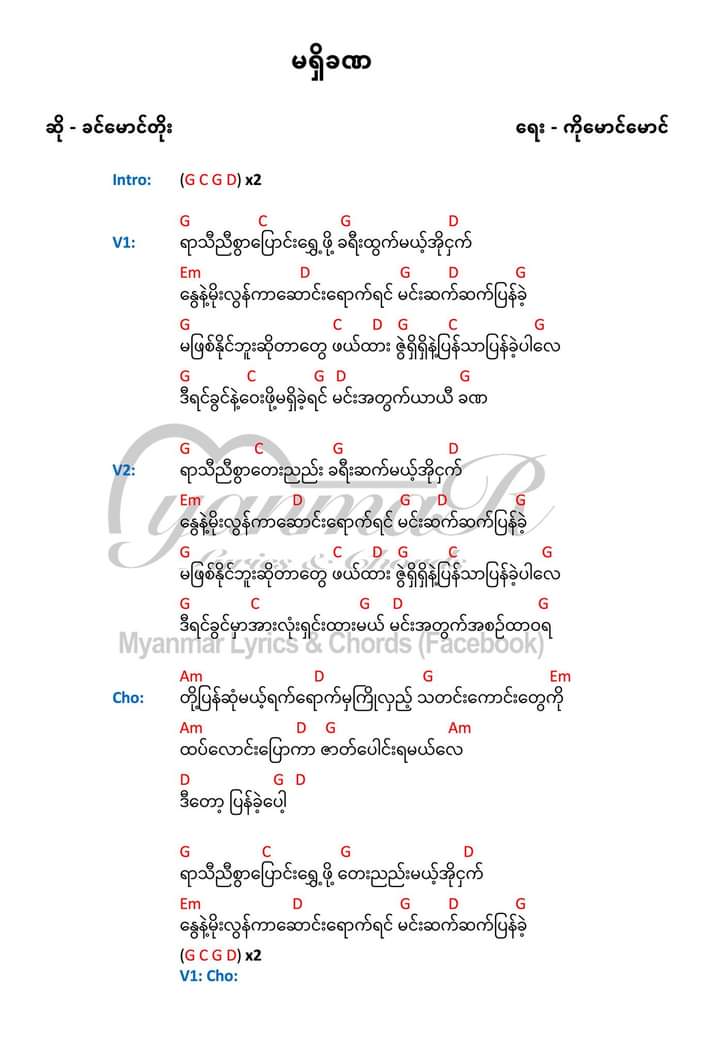 မရှိခဏ
ဆို - ခင်မောင်တိုး ရေး - ကိုမောင်မောင်
Intro: (G C G D) x2
G C G D
V1: ရာသီညီစွာပြောင်းရွှေ့ဖို့ ခရီးထွက်မယ့်အိုငှက်
Em D G D G
နွေနဲ့မိုးလွန်ကာဆောင်းရောက်ရင် မင်းဆက်ဆက်ပြန်ခဲ့
G C D G C G
မဖြစ်နိုင်ဘူးဆိုတာတွေ ဖယ်ထား ဇွဲရှိရှိနဲ့ပြန်သာပြန်ခဲ့ပါလေ
G C G D G
ဒီရင်ခွင်နဲ့ဝေးဖို့မရှိခဲ့ရင် မင်းအတွက်ယာယီ ခဏ
G C G D
V2: ရာသီညီစွာတေးညည်း ခရီးဆက်မယ့်အိုငှက်
Em D G D G
နွေနဲ့မိုးလွန်ကာဆောင်းရောက်ရင် မင်းဆက်ဆက်ပြန်ခဲ့
G C D G C G
မဖြစ်နိုင်ဘူးဆိုတာတွေ ဖယ်ထား ဇွဲရှိရှိနဲ့ပြန်သာပြန်ခဲ့ပါလေ
G C G D G
ဒီရင်ခွင်မှာအားလုံးရှင်းထားမယ် မင်းအတွက်အစဉ်ထာဝရ
MyanmaR
Lyrics & Chords
Myanmar Lyrics & Chords (Facebook)
Am D G Em
Cho: တို့ပြန်ဆုံမယ့်ရက်ရောက်မှကြိုလှည့် သတင်းကောင်းတွေကို
Am D G Am
ထပ်လောင်းပြောကာ ဇာတ်ပေါင်းရမယ်လေ
D G D
ဒီတော့ ပြန်ခဲ့ပေါ့
G C G D
ရာသီညီစွာပြောင်းရွှေ့ဖို့ တေးညည်းမယ့်အိုငှက်
Em D G D G
နွေနဲ့မိုးလွန်ကာဆောင်းရောက်ရင် မင်းဆက်ဆက်ပြန်ခဲ့
(G C G D) x2
V1: Cho: